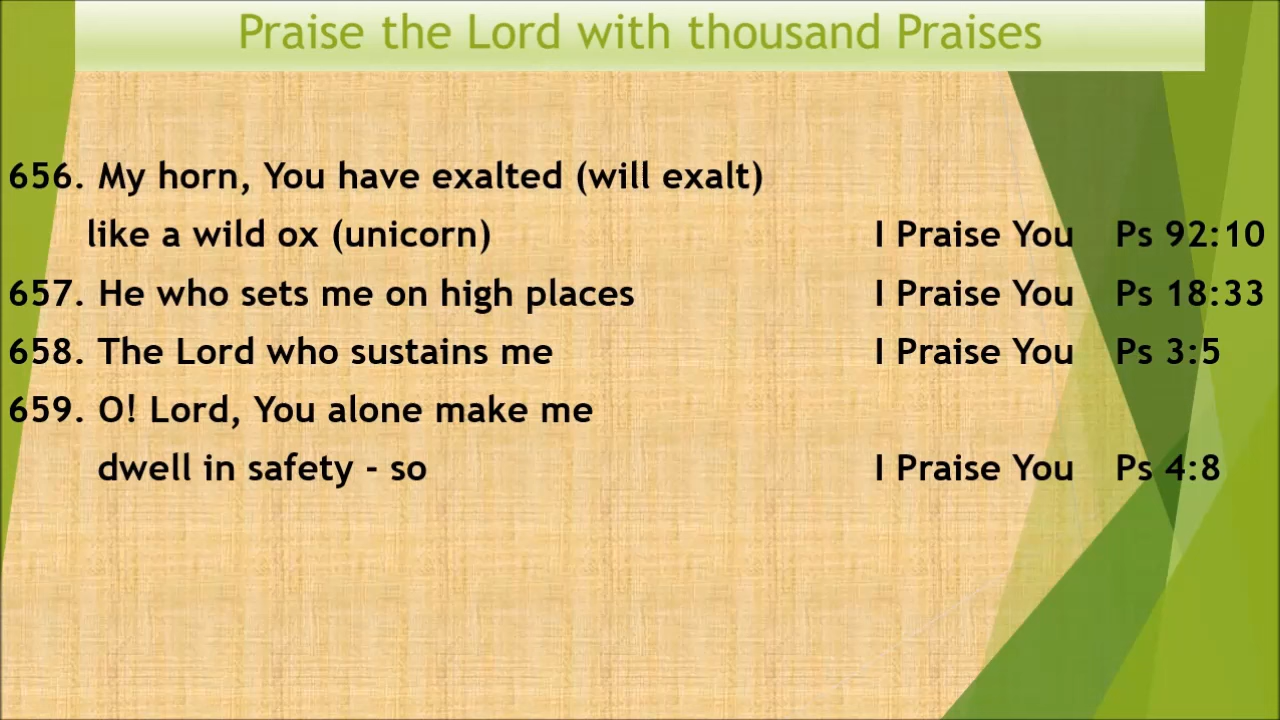 Praise the Lord with thousand Praises
656. My horn, You have exalted (will exalt)
like a wild ox (unicorn) I Praise You Ps 92:10
657. He who sets me on high places I Praise You Ps 18:33
658. The Lord who sustains me I Praise You Ps 3:5
659. O! Lord, You alone make me
dwell in safety - so I Praise You Ps 4:8